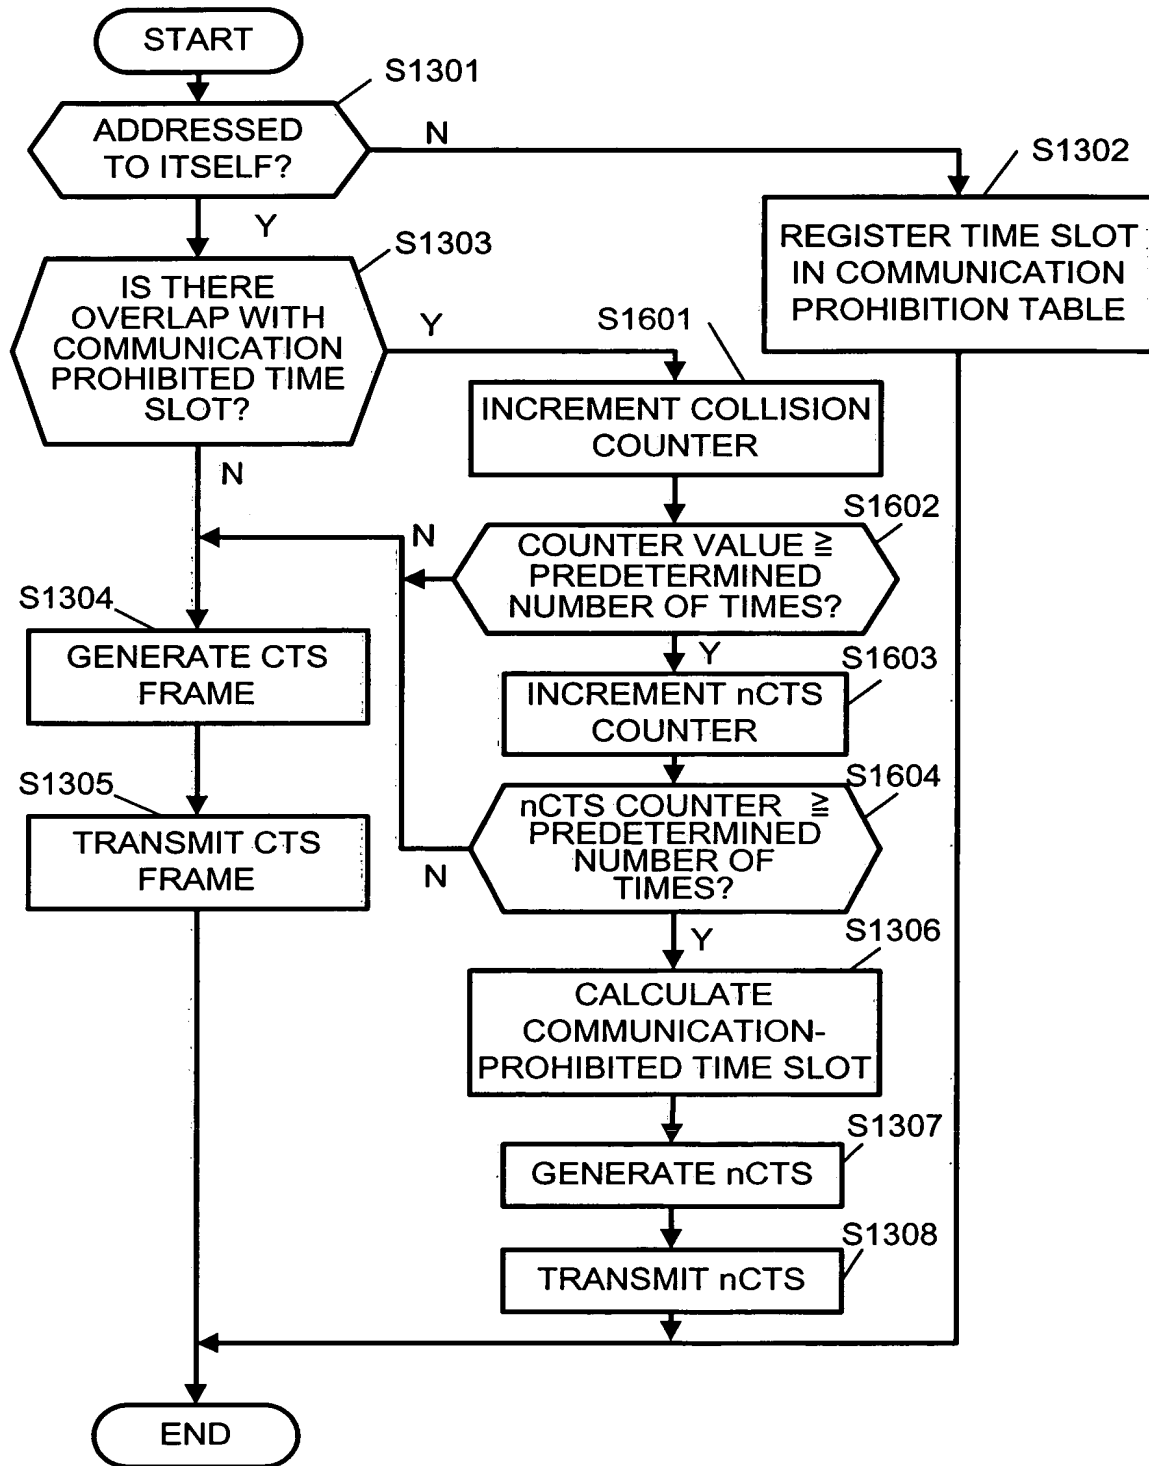 START
S1301
ADDRESSED
TO ITSELF?
N
S1302
REGISTER TIME SLOT
IN COMMUNICATION
PROHIBITION TABLE
Y
S1303
IS THERE
OVERLAP WITH
COMMUNICATION
PROHIBITED TIME
SLOT?
Y
S1601
INCREMENT COLLISION
COUNTER
N
S1602
COUNTER VALUE ≧
PREDETERMINED
NUMBER OF TIMES?
N
S1304
GENERATE CTS
FRAME
Y
S1603
INCREMENT nCTS
COUNTER
S1305
TRANSMIT CTS
FRAME
S1604
nCTS COUNTER ≧
PREDETERMINED
NUMBER OF
TIMES?
N
Y
S1306
CALCULATE
COMMUNICATION-
PROHIBITED TIME SLOT
S1307
GENERATE nCTS
S1308
TRANSMIT nCTS
END